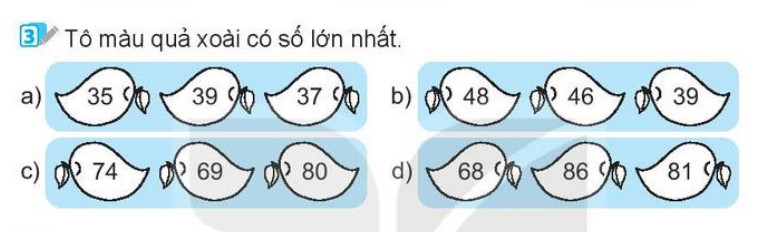 3 Tô màu quả xoài có số lớn nhất.
a) 35 39 37 b) 48 46 39
c) 74 69 80 d) 68 86 81